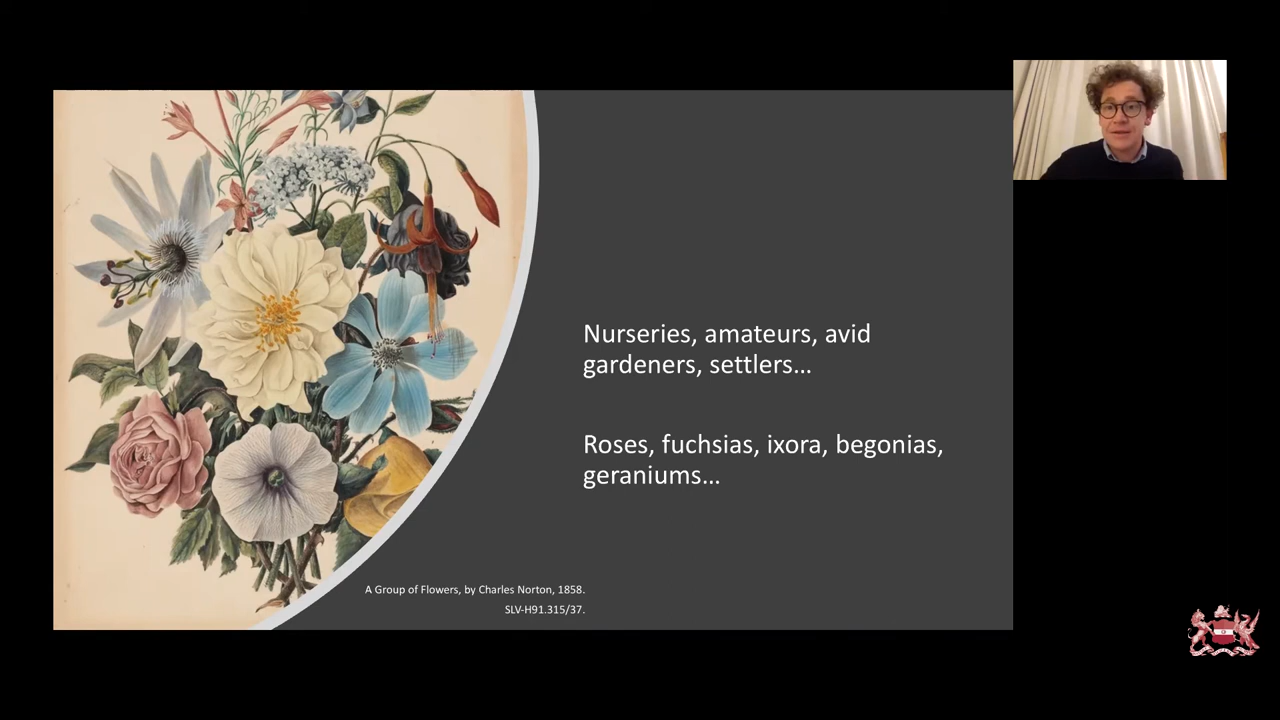 Nurseries, amateurs, avid
gardeners, settlers...
Roses, fuchsias, ixora, begonias,
geraniums...
A Group of Flowers, by Charles Norton, 1858.
SLV-H91.315/37.